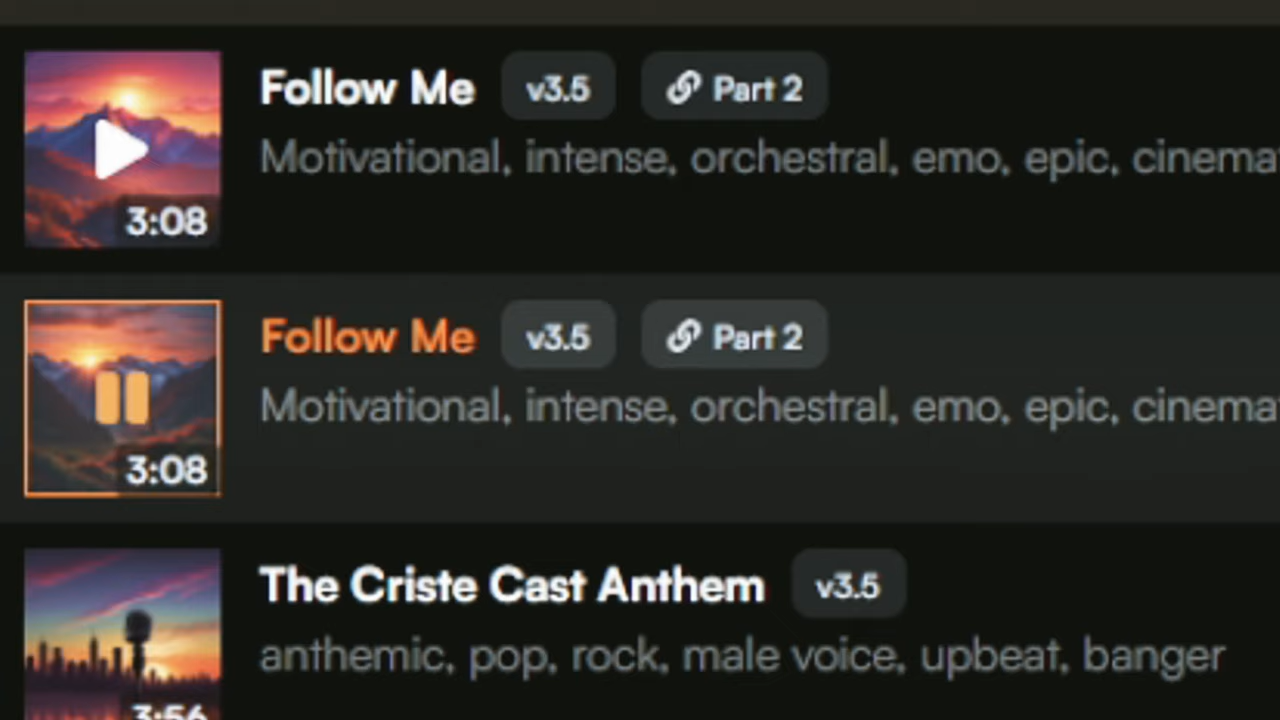 Follow Me v3.5 Part 2
Motivational, intense, orchestral, emo, epic,
3:08
Follow Me v3.5 Part 2
Motivational, intense, orchestral, emo, epic,
3:08
The Criste Cast Anthem v3.5
anthemic, pop, rock, male voice, upbeat, banger
3:56